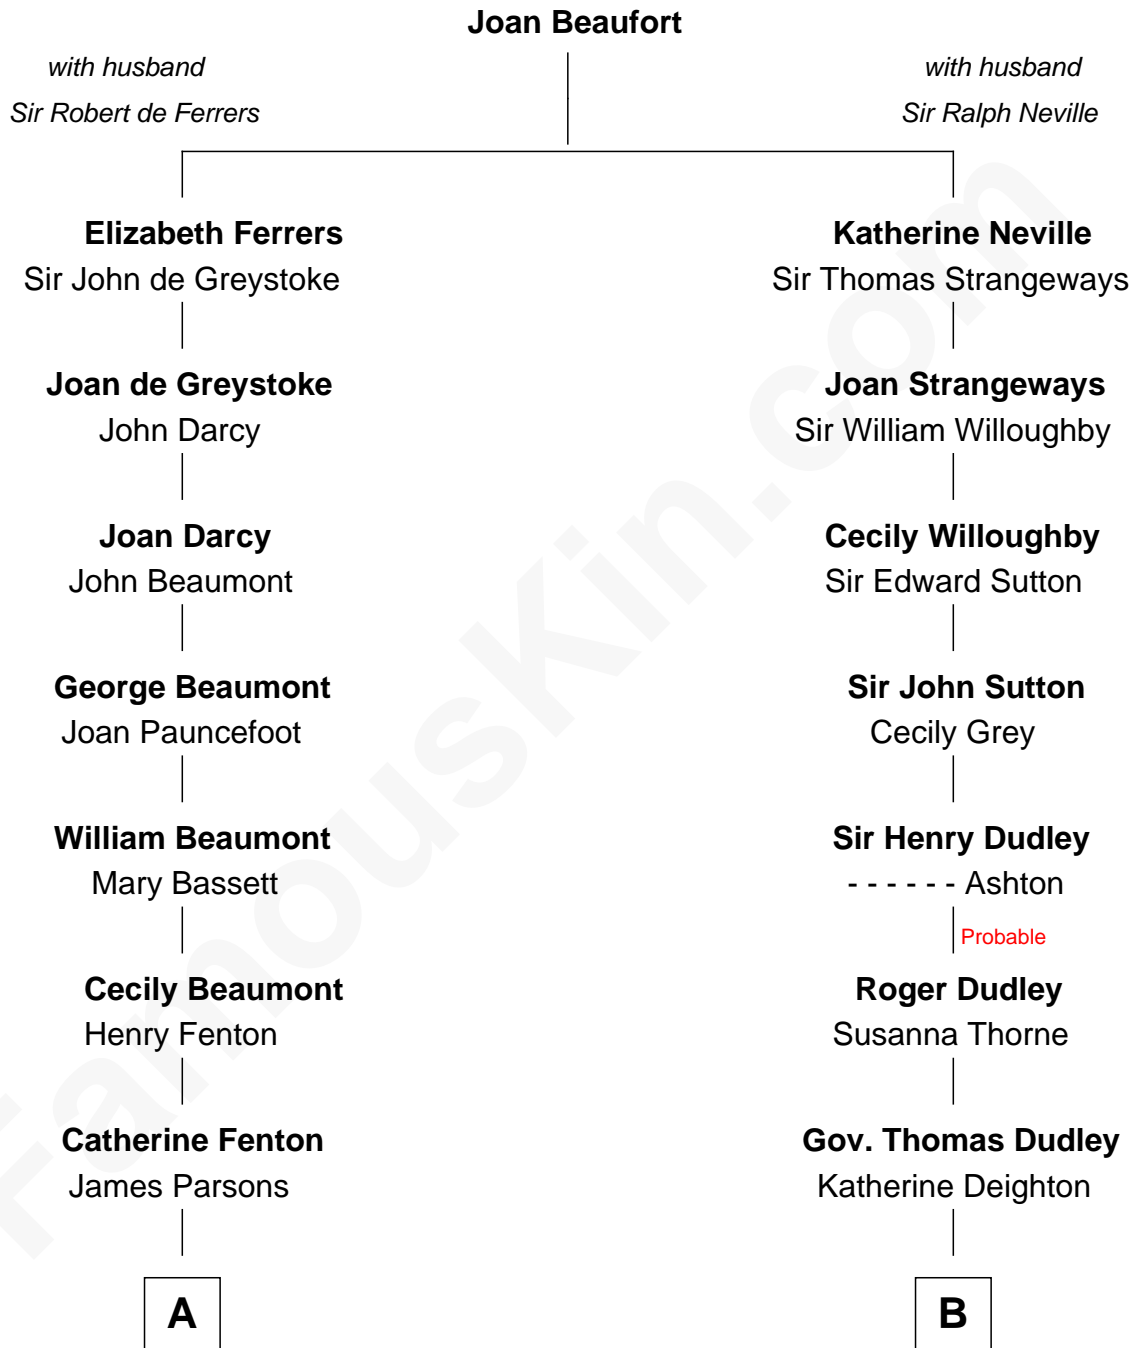 Joan Beaufort
with husband
Sir Robert de Ferrers
with husband
Sir Ralph Neville
Elizabeth Ferrers
Sir John de Greystoke
Katherine Neville
Sir Thomas Strangeways
Joan de Greystoke
John Darcy
Joan Strangeways
Sir William Willoughby
Joan Darcy
John Beaumont
Cecily Willoughby
Sir Edward Sutton
George Beaumont
Joan Pauncefoot
Sir John Sutton
Cecily Grey
William Beaumont
Mary Bassett
Sir Henry Dudley
- - - - - - Ashton
Probable
Cecily Beaumont
Henry Fenton
Roger Dudley
Susanna Thorne
Catherine Fenton
James Parsons
Gov. Thomas Dudley
Katherine Deighton
A
B
FamousKin.com